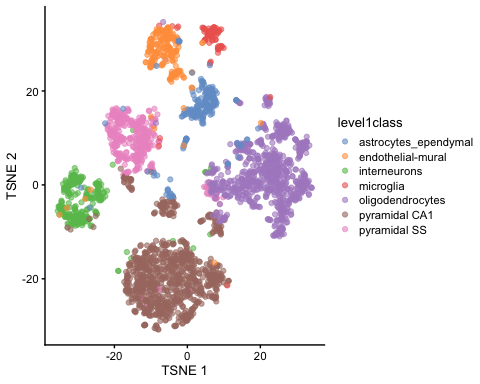 20
0
-20
TSNE 2
-20
0
20
TSNE 1
level1class
astrocytes_ependymal
endothelial-mural
interneurons
microglia
oligodendrocytes
pyramidal CA1
pyramidal SS